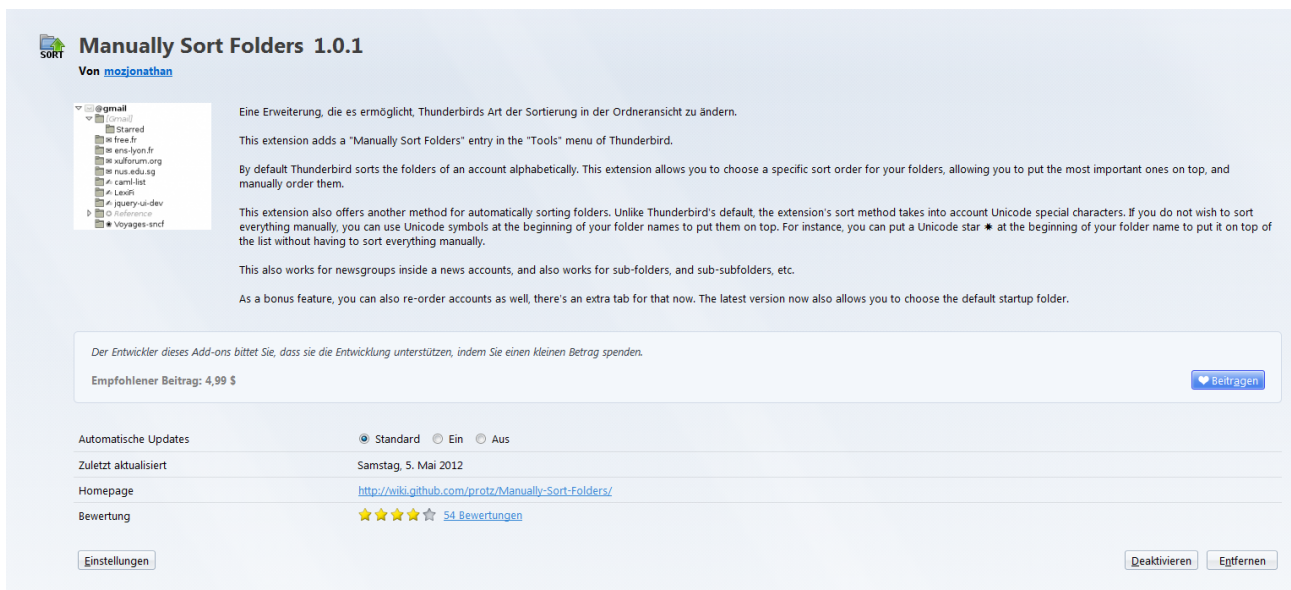 SORT
Manually Sort Folders 1.0.1
Von mozjonathan
@gmail
[Gmail]
Starred
free.fr
ens-lyon.fr
xulforum.org
nus.edu.sg
caml-list
LexiFi
jquery-ui-dev
Reference
Voyages-sncf
Eine Erweiterung, die es ermöglicht, Thunderbirds Art der Sortierung in der Ordneransicht zu ändern.
This extension adds a "Manually Sort Folders" entry in the "Tools" menu of Thunderbird.
By default Thunderbird sorts the folders of an account alphabetically. This extension allows you to choose a specific sort order for your folders, allowing you to put the most important ones on top, and
manually order them.
This extension also offers another method for automatically sorting folders. Unlike Thunderbird's default, the extension's sort method takes into account Unicode special characters. If you do not wish to sort
everything manually, you can use Unicode symbols at the beginning of your folder names to put them on top. For instance, you can put a Unicode star ✷ at the beginning of your folder name to put it on top of
the list without having to sort everything manually.
This also works for newsgroups inside a news accounts, and also works for sub-folders, and sub-subfolders, etc.
As a bonus feature, you can also re-order accounts as well, there's an extra tab for that now. The latest version now also allows you to choose the default startup folder.
Der Entwickler dieses Add-ons bittet Sie, dass sie die Entwicklung unterstützen, indem Sie einen kleinen Betrag spenden.
Empfohlener Beitrag: 4,99 $
Beitragen
Automatische Updates Standard Ein Aus
Zuletzt aktualisiert Samstag, 5. Mai 2012
Homepage http://wiki.github.com/protz/Manually-Sort-Folders/
Bewertung 54 Bewertungen
Einstellungen Deaktivieren Entfernen